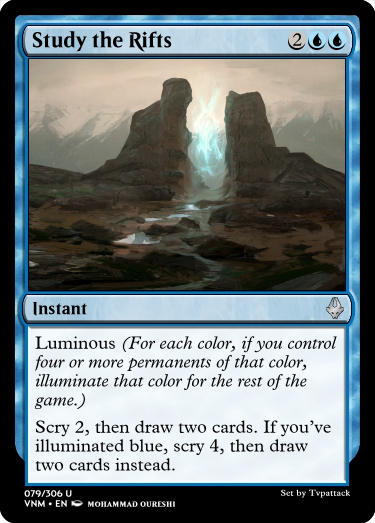 Study the Rifts 2
Instant
Luminous (For each color, if you control
four or more permanents of that color,
illuminate that color for the rest of the
game.)
Scry 2, then draw two cards. If you've
illuminated blue, scry 4, then draw
two cards instead.
079/306 U
Set by Tvpattack
VNM • EN MOHAMMAD QURESHI